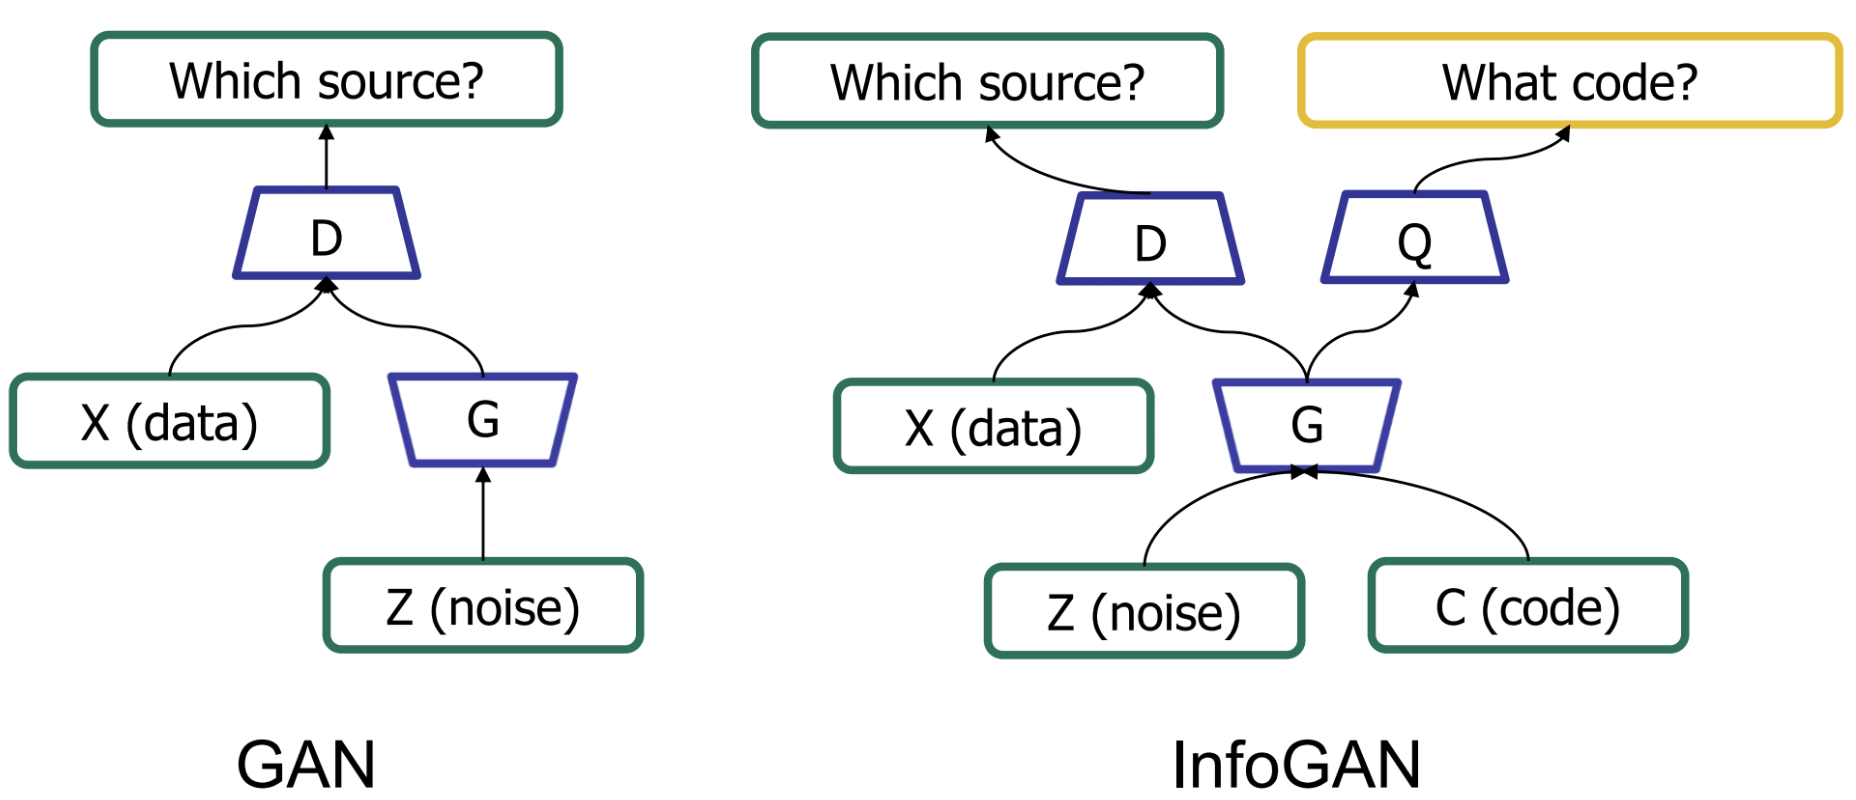 Which source?
D
X (data)
G
Z (noise)
GAN
Which source?
What code?
D
Q
X (data)
G
Z (noise)
C (code)
InfoGAN